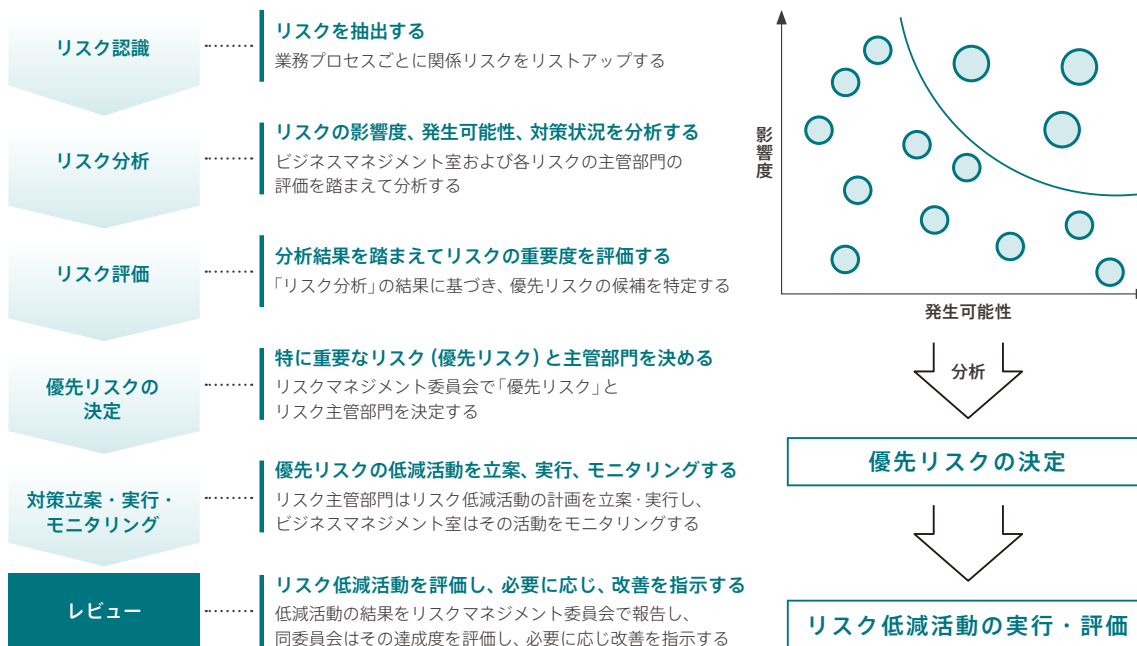 リスク認識
リスクを抽出する
業務プロセスごとに関係リスクをリストアップする
リスク分析
リスクの影響度、発生可能性、対策状況を分析する
ビジネスマネジメント室および各リスクの主管部門の
評価を踏まえて分析する
リスク評価
分析結果を踏まえてリスクの重要度を評価する
「リスク分析」の結果に基づき、優先リスクの候補を特定する
優先リスクの
決定
特に重要なリスク（優先リスク）と主管部門を決める
リスクマネジメント委員会で「優先リスク」と
リスク主管部門を決定する
対策立案・実行・
モニタリング
優先リスクの低減活動を立案、実行、モニタリングする
リスク主管部門はリスク低減活動の計画を立案・実行し、
ビジネスマネジメント室はその活動をモニタリングする
レビュー
リスク低減活動を評価し、必要に応じ、改善を指示する
低減活動の結果をリスクマネジメント委員会で報告し、
同委員会はその達成度を評価し、必要に応じ改善を指示する
影響度
発生可能性
分析
優先リスクの決定
リスク低減活動の実行・評価